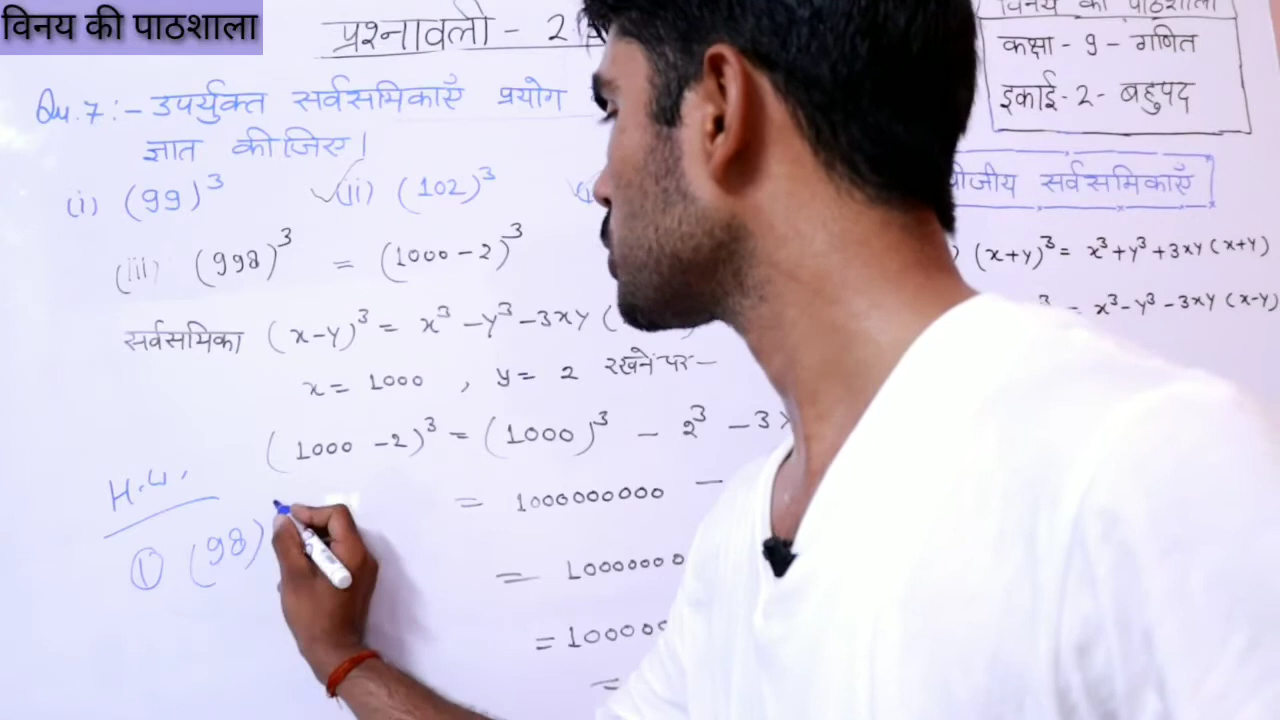 विनय की पाठशाला
प्रश्नावली - 2
विनय की पाठशाला
कक्षा - 9 - गणित
इकाई - 2 - बहुपद
Qu. 7 :- उपर्युक्त सर्वसमिकाएँ प्रयोग
ज्ञात कीजिए।
(i) (99)³ (ii) (102)³
(iii) (998)³ = (1000 - 2)³
सर्वसमिका (x-y)³ = x³ - y³ - 3xy (
x = 1000 , y = 2 रखने पर -
(1000 - 2)³ = (1000)³ - 2³ - 3×
= 1000000000 -
= 1000000
= 10000
=
H.W.
① (98)
सर्वसमिकाएँ
(x+y)³ = x³+y³+3xy (x+y)
³ = x³-y³-3xy (x-y)